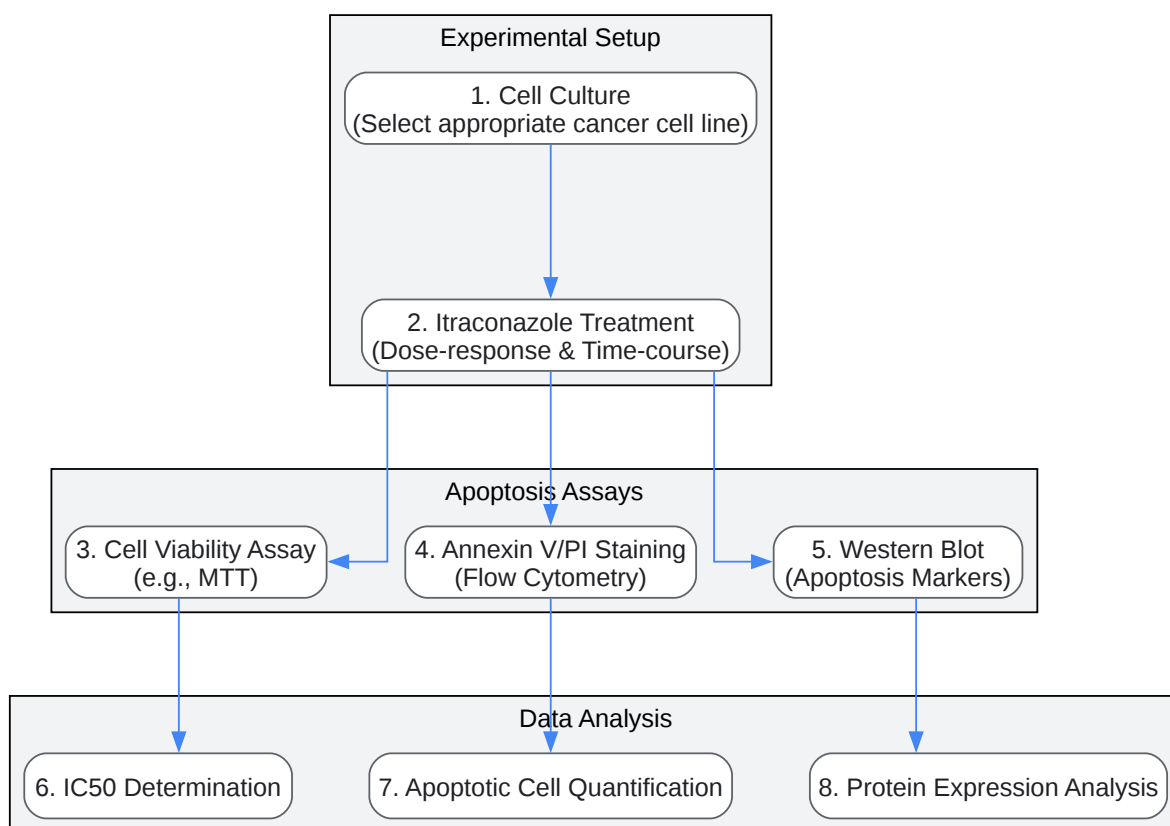 Experimental Setup
1. Cell Culture
(Select appropriate cancer cell line)
2. Itraconazole Treatment
(Dose-response & Time-course)
Apoptosis Assays
3. Cell Viability Assay
(e.g., MTT)
4. Annexin V/PI Staining
(Flow Cytometry)
5. Western Blot
(Apoptosis Markers)
Data Analysis
6. IC50 Determination
7. Apoptotic Cell Quantification
8. Protein Expression Analysis